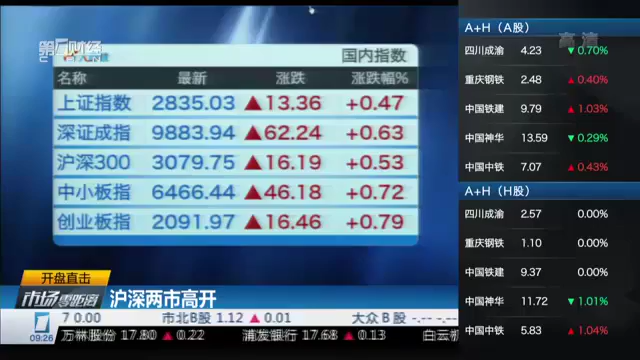 第一财经
国内指数
名称 最新 涨跌 涨跌幅%
上证指数 2835.03 ▲13.36 +0.47
深证成指 9883.94 ▲62.24 +0.63
沪深300 3079.75 ▲16.19 +0.53
中小板指 6466.44 ▲46.18 +0.72
创业板指 2091.97 ▲16.46 +0.79
高清
A+H（A股）
四川成渝 4.23 ▼0.70%
重庆钢铁 2.48 ▲0.40%
中国铁建 9.79 ▲1.03%
中国神华 13.59 ▼0.29%
中国中铁 7.07 ▲0.43%
A+H（H股）
四川成渝 2.57 0.00%
重庆钢铁 1.10 0.00%
中国铁建 9.37 0.00%
中国神华 11.72 ▼1.01%
中国中铁 5.83 ▲1.04%
开盘直击
市场零距离
沪深两市高开
7 0.00 市北B股 1.12 ▲0.01 大众B股 -.-- -.--
09:26
万林股份 17.80 ▲0.22 浦发银行 17.68 ▲0.13 白云机